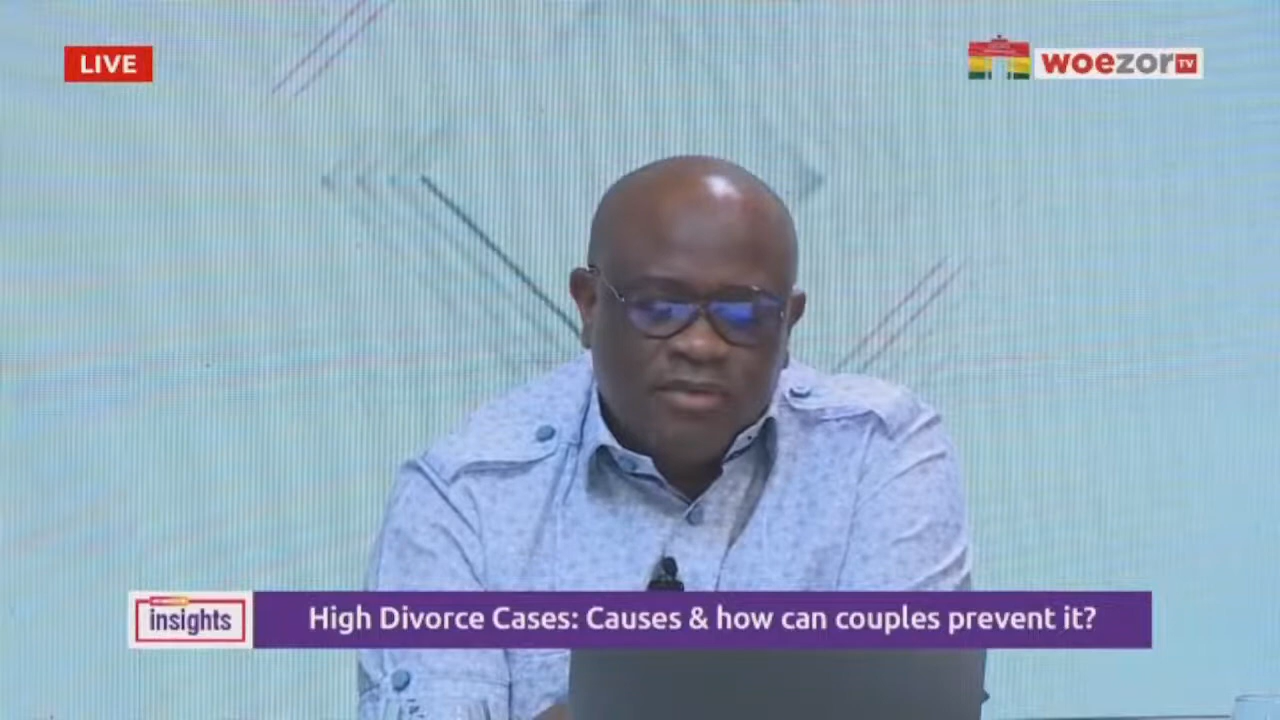 LIVE
woezor TV
insights
High Divorce Cases: Causes & how can couples prevent it?